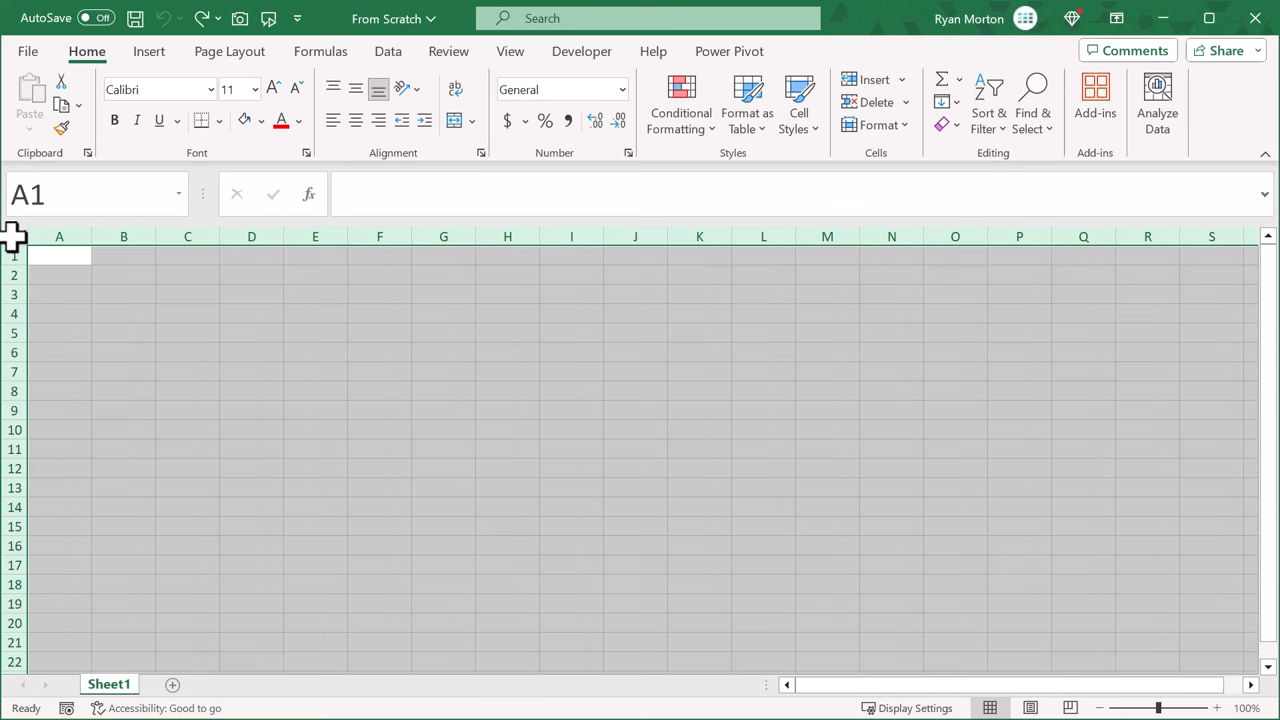 AutoSave Off From Scratch Search Ryan Morton
File Home Insert Page Layout Formulas Data Review View Developer Help Power Pivot Comments Share
Paste
Clipboard
Calibri 11
B I U A
Font
ab
Alignment
General
$ % ,
Number
Conditional
Formatting
Format as
Table
Cell
Styles
Styles
Insert
Delete
Format
Cells
Sort &
Filter
Find &
Select
Editing
Add-ins
Add-ins
Analyze
Data
A1 fx
A B C D E F G H I J K L M N O P Q R S
1
2
3
4
5
6
7
8
9
10
11
12
13
14
15
16
17
18
19
20
21
22
Sheet1
Ready Accessibility: Good to go Display Settings 100%